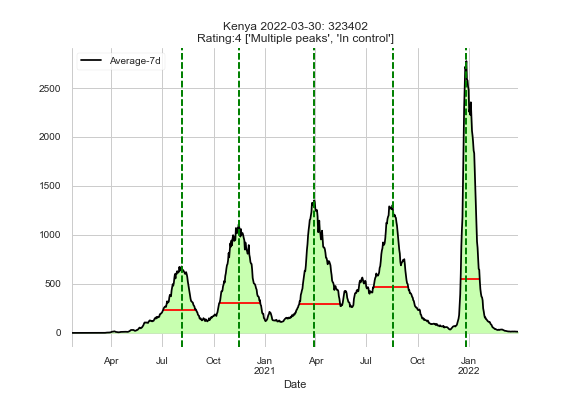 Kenya 2022-03-30: 323402
Rating:4 ['Multiple peaks', 'In control']
Average-7d
2500
2000
1500
1000
500
0
Apr Jul Oct Jan Apr Jul Oct Jan
2021 2022
Date